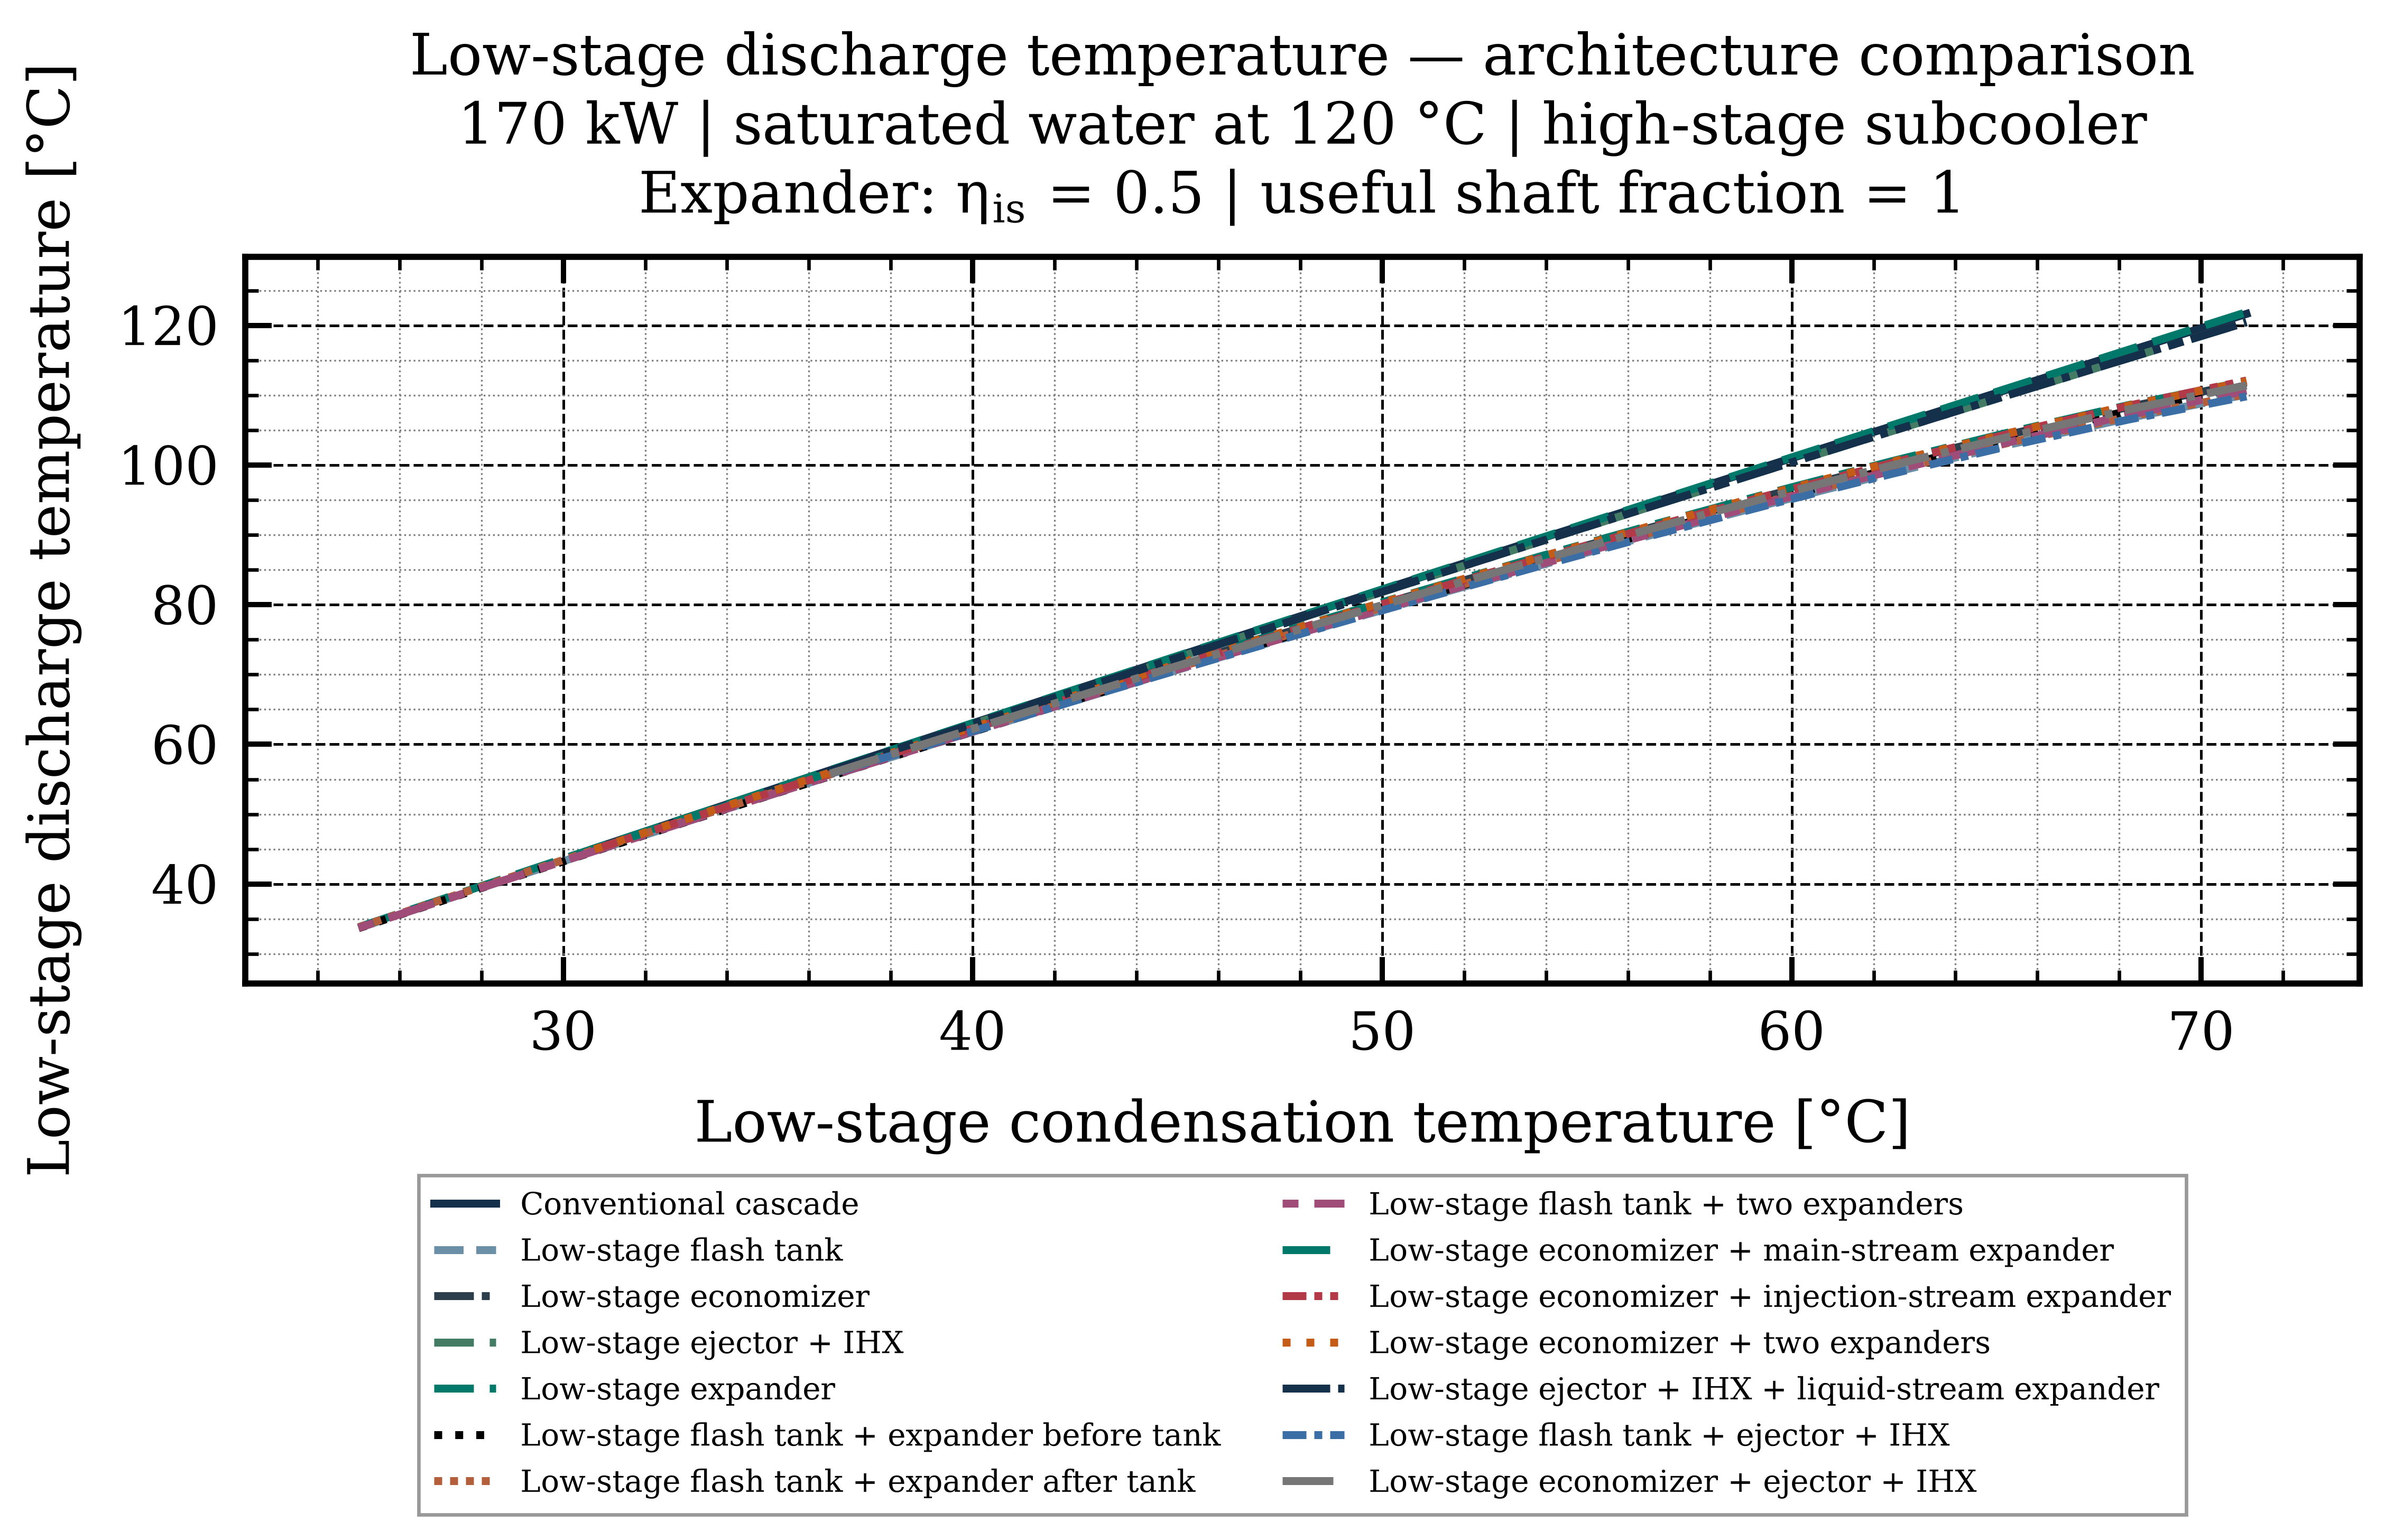 Low-stage discharge temperature — architecture comparison
170 kW | saturated water at 120 °C | high-stage subcooler
Expander: ηis = 0.5 | useful shaft fraction = 1
Low-stage discharge temperature [°C]
120
100
80
60
40
30 40 50 60 70
Low-stage condensation temperature [°C]
Conventional cascade
Low-stage flash tank
Low-stage economizer
Low-stage ejector + IHX
Low-stage expander
Low-stage flash tank + expander before tank
Low-stage flash tank + expander after tank
Low-stage flash tank + two expanders
Low-stage economizer + main-stream expander
Low-stage economizer + injection-stream expander
Low-stage economizer + two expanders
Low-stage ejector + IHX + liquid-stream expander
Low-stage flash tank + ejector + IHX
Low-stage economizer + ejector + IHX